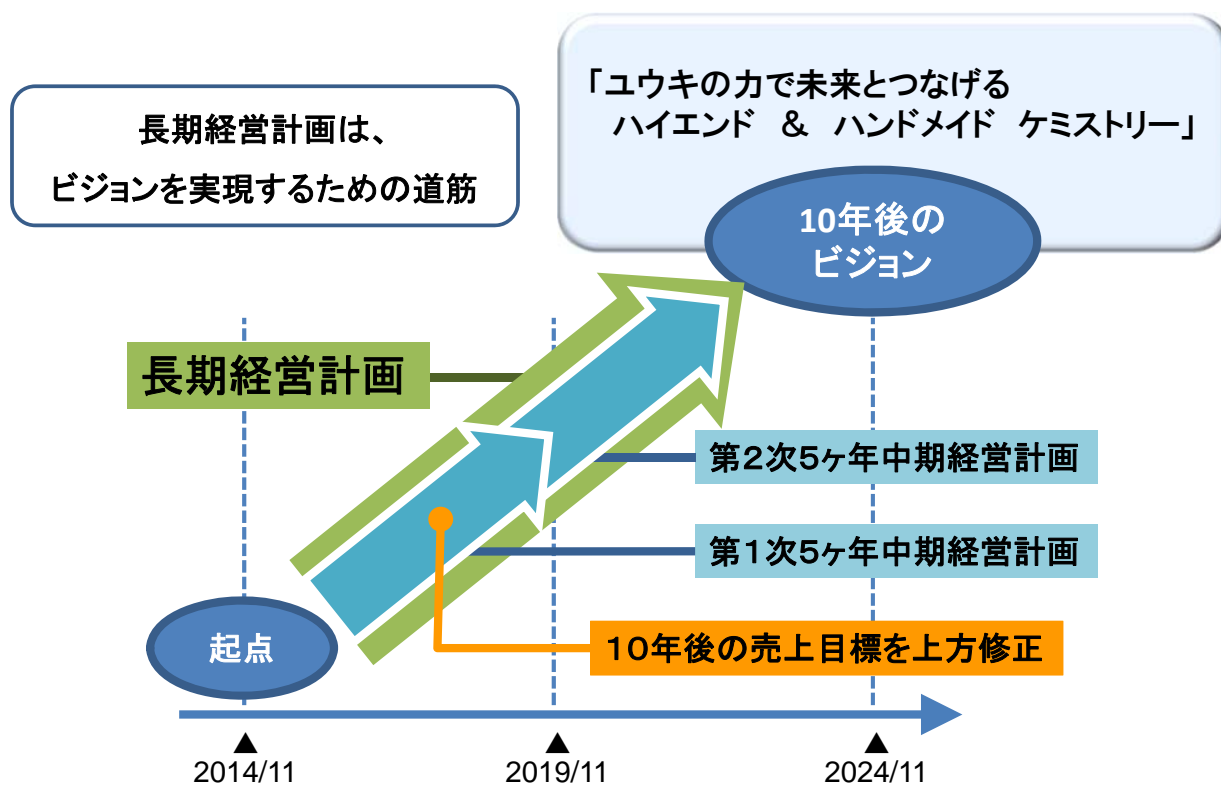 長期経営計画は、
ビジョンを実現するための道筋
「ユウキの力で未来とつなげる
ハイエンド & ハンドメイド ケミストリー」
10年後の
ビジョン
長期経営計画
第2次5ヶ年中期経営計画
第1次5ヶ年中期経営計画
10年後の売上目標を上方修正
起点
▲ ▲ ▲
2014/11 2019/11 2024/11